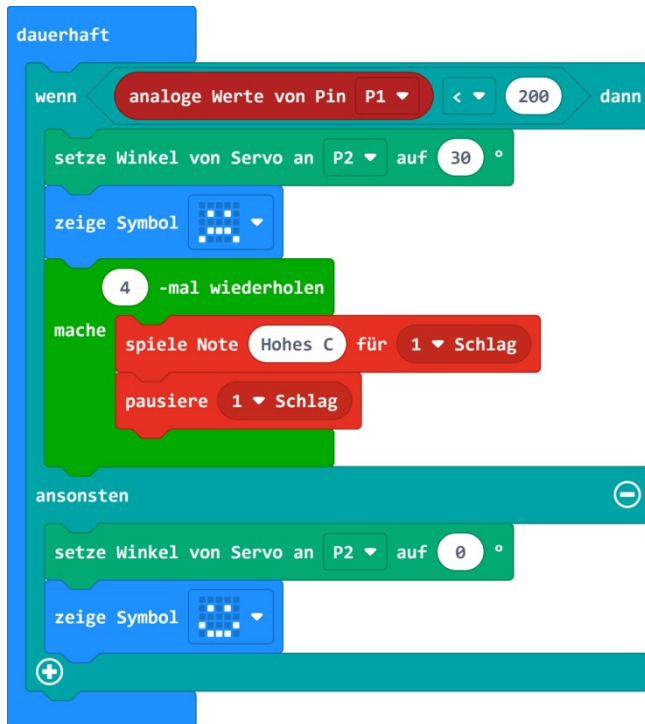 dauerhaft
wenn analoge Werte von Pin P1 < 200 dann
setze Winkel von Servo an P2 auf 30 °
zeige Symbol
4 -mal wiederholen
mache
spiele Note Hohes C für 1 Schlag
pausiere 1 Schlag
ansonsten
setze Winkel von Servo an P2 auf 0 °
zeige Symbol